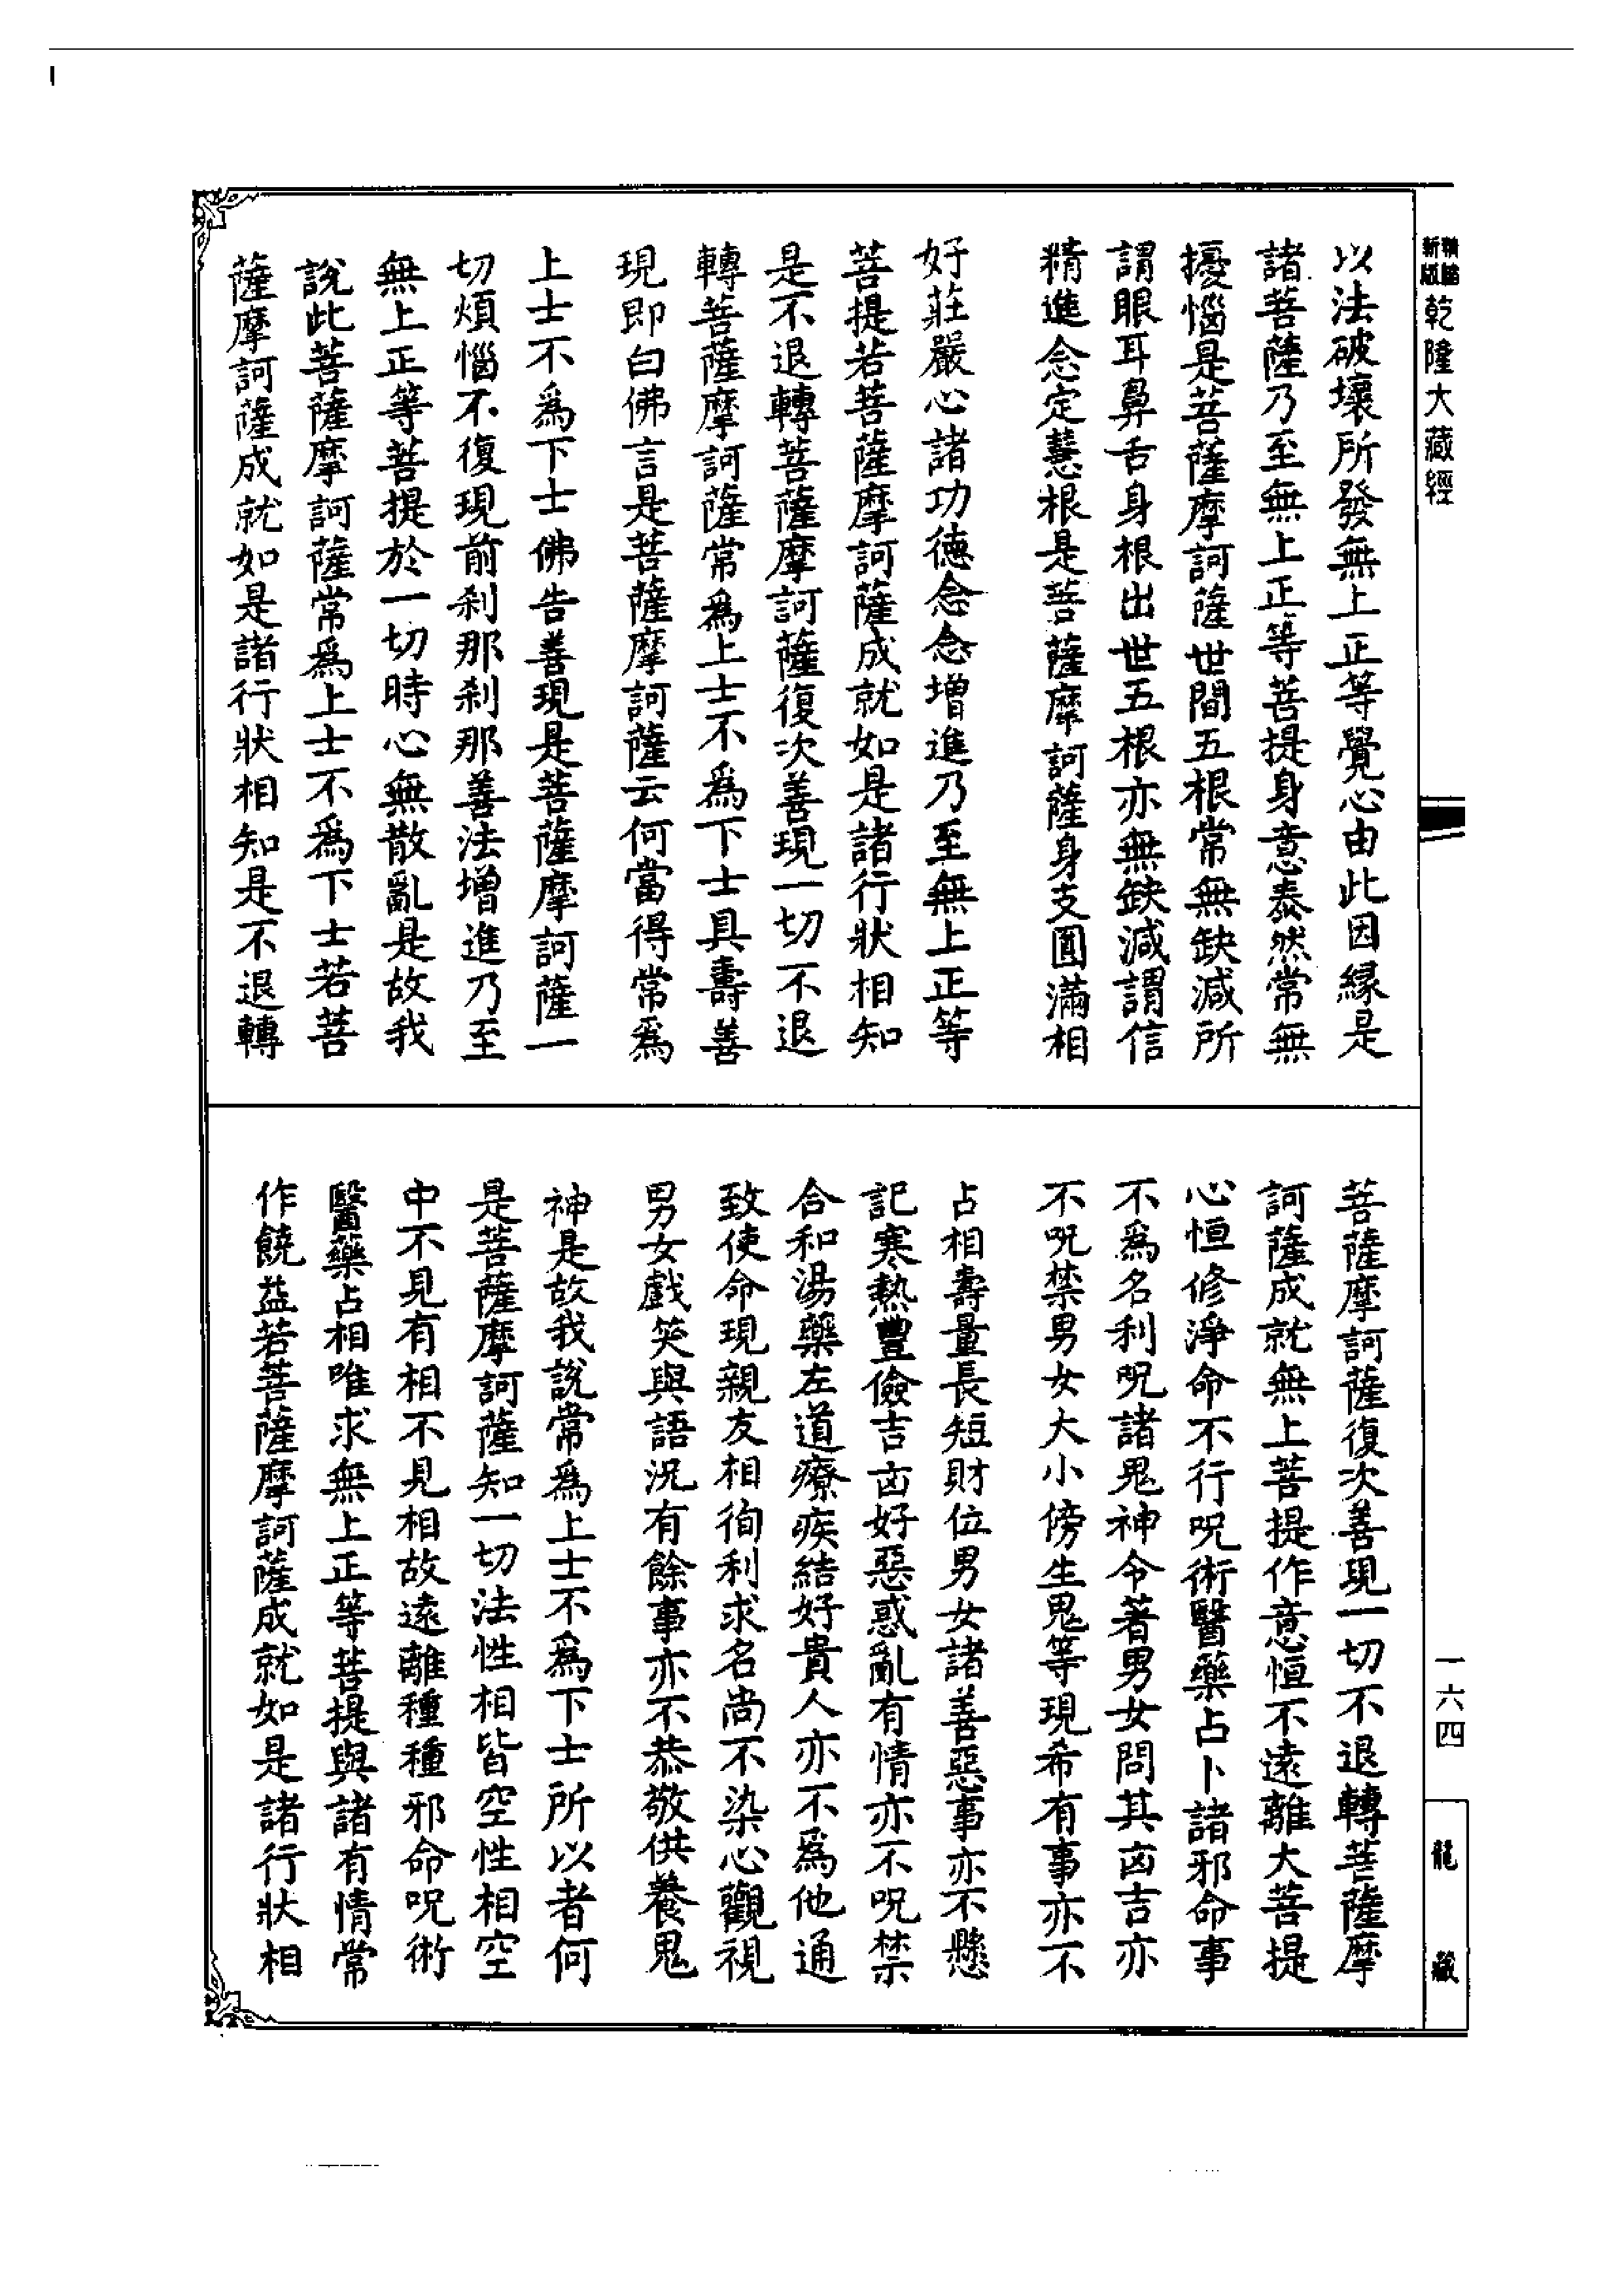 新版
乾隆大藏經
一六四
龍藏
以法破壞所發無上正等覺心由此因緣是
諸菩薩乃至無上正等菩提身意泰然常無
擾惱是菩薩摩訶薩世間五根常無缺減所
謂眼耳鼻舌身根出世五根亦無缺減謂信
精進念定慧根是菩薩摩訶薩身支圓滿相
好莊嚴心諸功德念念增進乃至無上正等
菩提若菩薩摩訶薩成就如是諸行狀相知
是不退轉菩薩摩訶薩復次善現一切不退
轉菩薩摩訶薩常爲上士不爲下士具壽善
現即白佛言是菩薩摩訶薩云何當得常爲
上士不爲下士佛告善現是菩薩摩訶薩一
切煩惱不復現前刹那刹那善法增進乃至
無上正等菩提於一切時心無散亂是故我
說此菩薩摩訶薩常爲上士不爲下士若菩
薩摩訶薩成就如是諸行狀相知是不退轉
菩薩摩訶薩復次善現一切不退轉菩薩摩
訶薩成就無上菩提作意恒不遠離大菩提
心恒修淨命不行呪術醫藥占卜諸邪命事
不爲名利呪諸鬼神令著男女問其凶吉亦
不呪禁男女大小傍生鬼等現希有事亦不
占相壽量長短財位男女諸善惡事亦不懸
記寒熱豐儉吉凶好惡惑亂有情亦不呪禁
合和湯藥左道療疾結好貴人亦不爲他通
致使命現親友相徇利求名尚不染心觀視
男女戲笑與語況有餘事亦不恭敬供養鬼
神是故我說常爲上士不爲下士所以者何
是菩薩摩訶薩知一切法性相皆空性相空
中不見有相不見相故遠離種種邪命呪術
醫藥占相唯求無上正等菩提與諸有情常
作饒益若菩薩摩訶薩成就如是諸行狀相